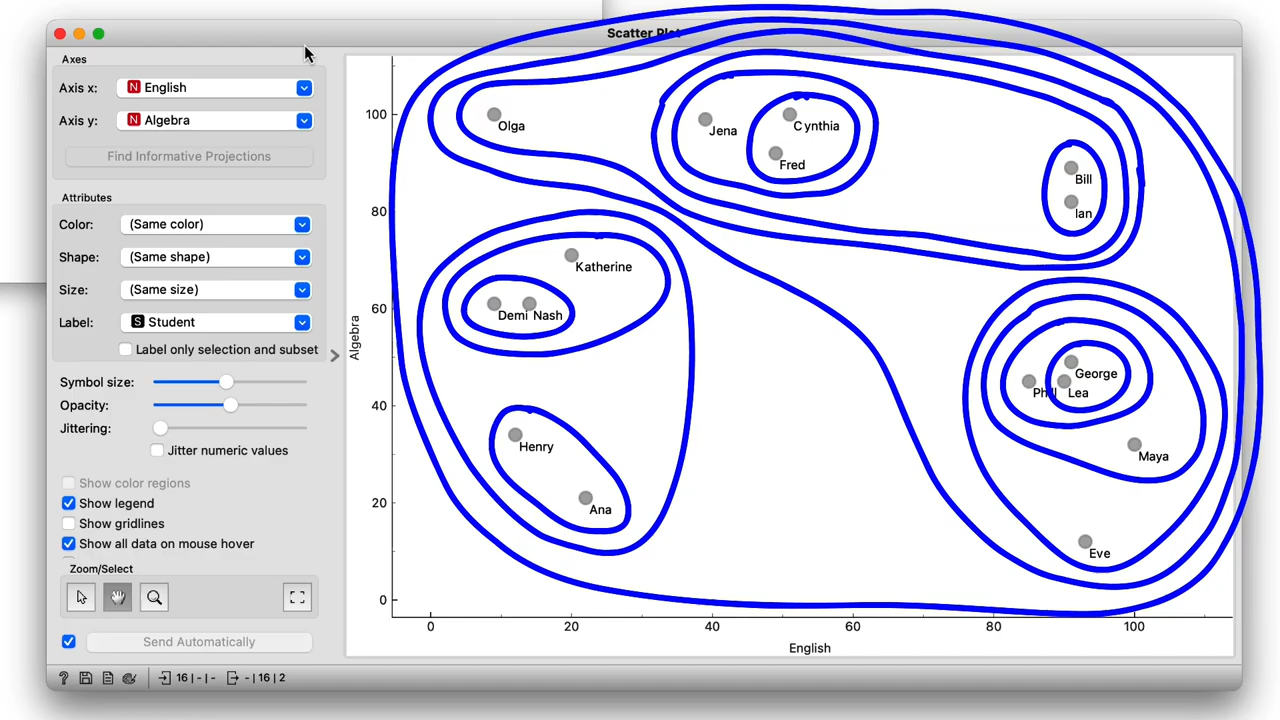 Scatter Plot
Axes
Axis x: N English
Axis y: N Algebra
Find Informative Projections
Attributes
Color: (Same color)
Shape: (Same shape)
Size: (Same size)
Label: S Student
Label only selection and subset
Symbol size:
Opacity:
Jittering:
Jitter numeric values
Show color regions
Show legend
Show gridlines
Show all data on mouse hover
Zoom/Select
Send Automatically
? 16 | - | - - | 16 | 2
Algebra
100
80
60
40
20
0
Olga
Jena
Cynthia
Fred
Bill
Ian
Katherine
Demi Nash
George
Phill Lea
Henry
Maya
Ana
Eve
0 20 40 60 80 100
English